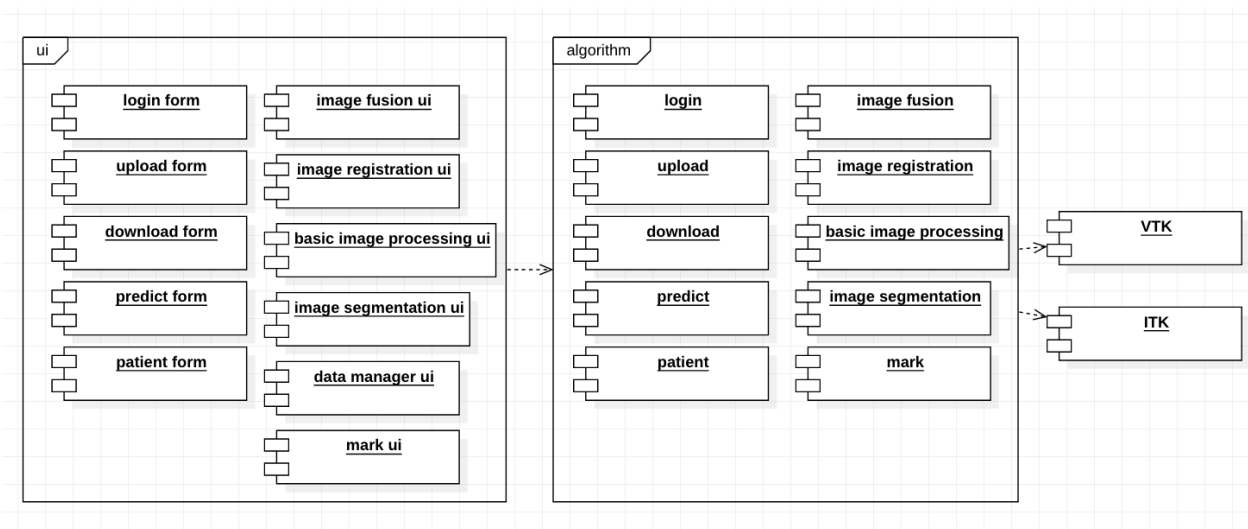 ui
login form
upload form
download form
predict form
patient form
image fusion ui
image registration ui
basic image processing ui
image segmentation ui
data manager ui
mark ui
algorithm
login
upload
download
predict
patient
image fusion
image registration
basic image processing
image segmentation
mark
VTK
ITK